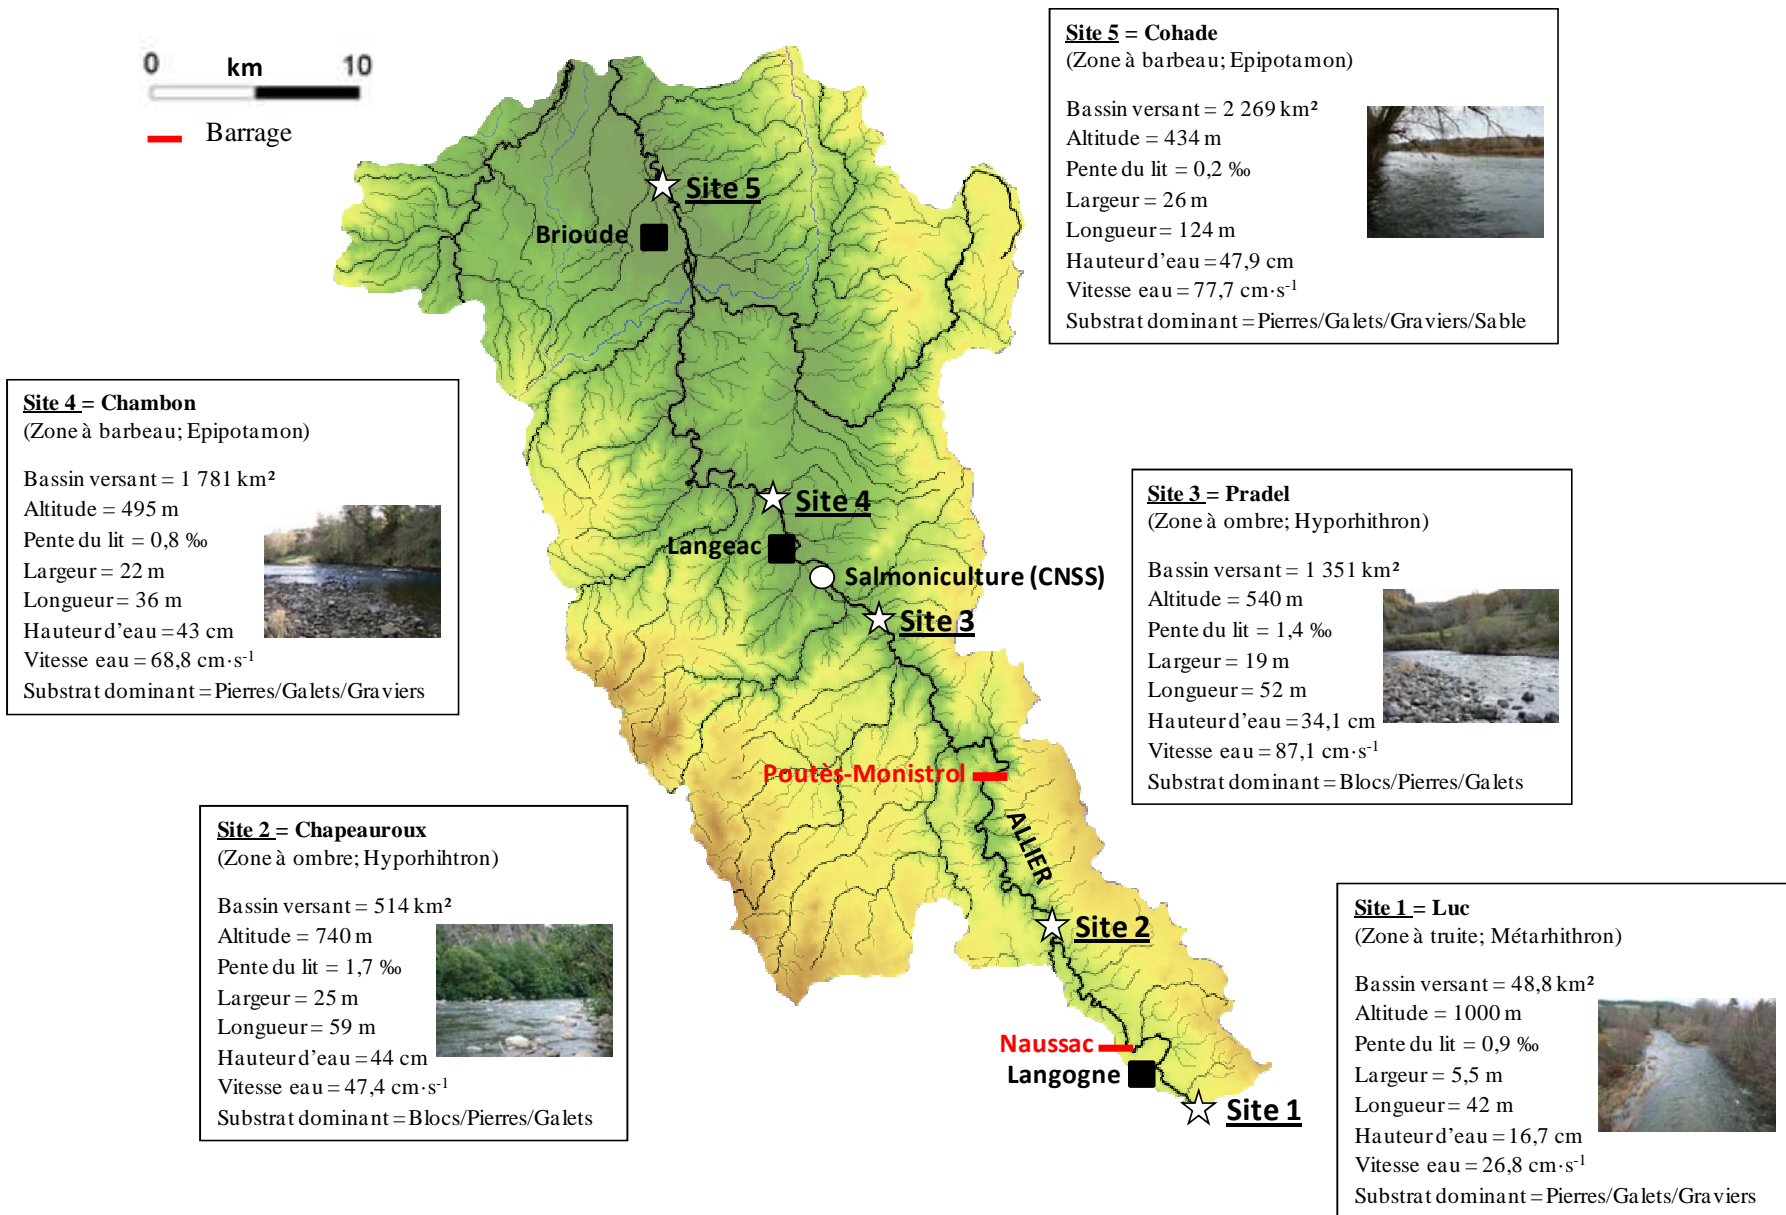 0 km 10
Barrage
Site 5 = Cohade
(Zone à barbeau; Epipotamon)
Bassin versant = 2 269 km²
Altitude = 434 m
Pente du lit = 0,2 ‰
Largeur = 26 m
Longueur = 124 m
Hauteur d'eau = 47,9 cm
Vitesse eau = 77,7 cm·s-1
Substrat dominant = Pierres/Galets/Graviers/Sable
Site 5
Brioude
Site 4 = Chambon
(Zone à barbeau; Epipotamon)
Bassin versant = 1 781 km²
Altitude = 495 m
Pente du lit = 0,8 ‰
Largeur = 22 m
Longueur = 36 m
Hauteur d'eau = 43 cm
Vitesse eau = 68,8 cm·s-1
Substrat dominant = Pierres/Galets/Graviers
Site 4
Langeac
Salmoniculture (CNSS)
Site 3
Site 3 = Pradel
(Zone à ombre; Hyporhithron)
Bassin versant = 1 351 km²
Altitude = 540 m
Pente du lit = 1,4 ‰
Largeur = 19 m
Longueur = 52 m
Hauteur d'eau = 34,1 cm
Vitesse eau = 87,1 cm·s-1
Substrat dominant = Blocs/Pierres/Galets
Poutès-Monistrol
ALLIER
Site 2 = Chapeauroux
(Zone à ombre; Hyporhihtron)
Bassin versant = 514 km²
Altitude = 740 m
Pente du lit = 1,7 ‰
Largeur = 25 m
Longueur = 59 m
Hauteur d'eau = 44 cm
Vitesse eau = 47,4 cm·s-1
Substrat dominant = Blocs/Pierres/Galets
Site 2
Naussac
Langogne
Site 1
Site 1 = Luc
(Zone à truite; Métarhithron)
Bassin versant = 48,8 km²
Altitude = 1000 m
Pente du lit = 0,9 ‰
Largeur = 5,5 m
Longueur = 42 m
Hauteur d'eau = 16,7 cm
Vitesse eau = 26,8 cm·s-1
Substrat dominant = Pierres/Galets/Graviers